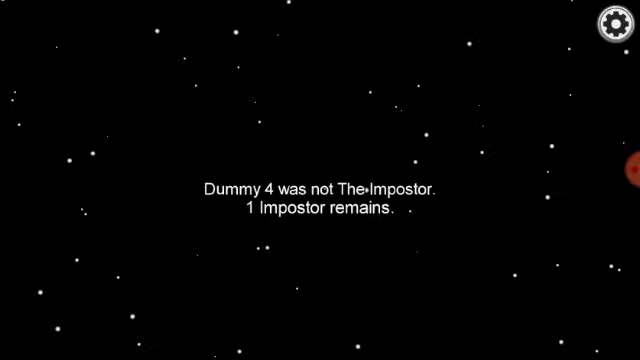 Dummy 4 was not The Impostor.
1 Impostor remains.